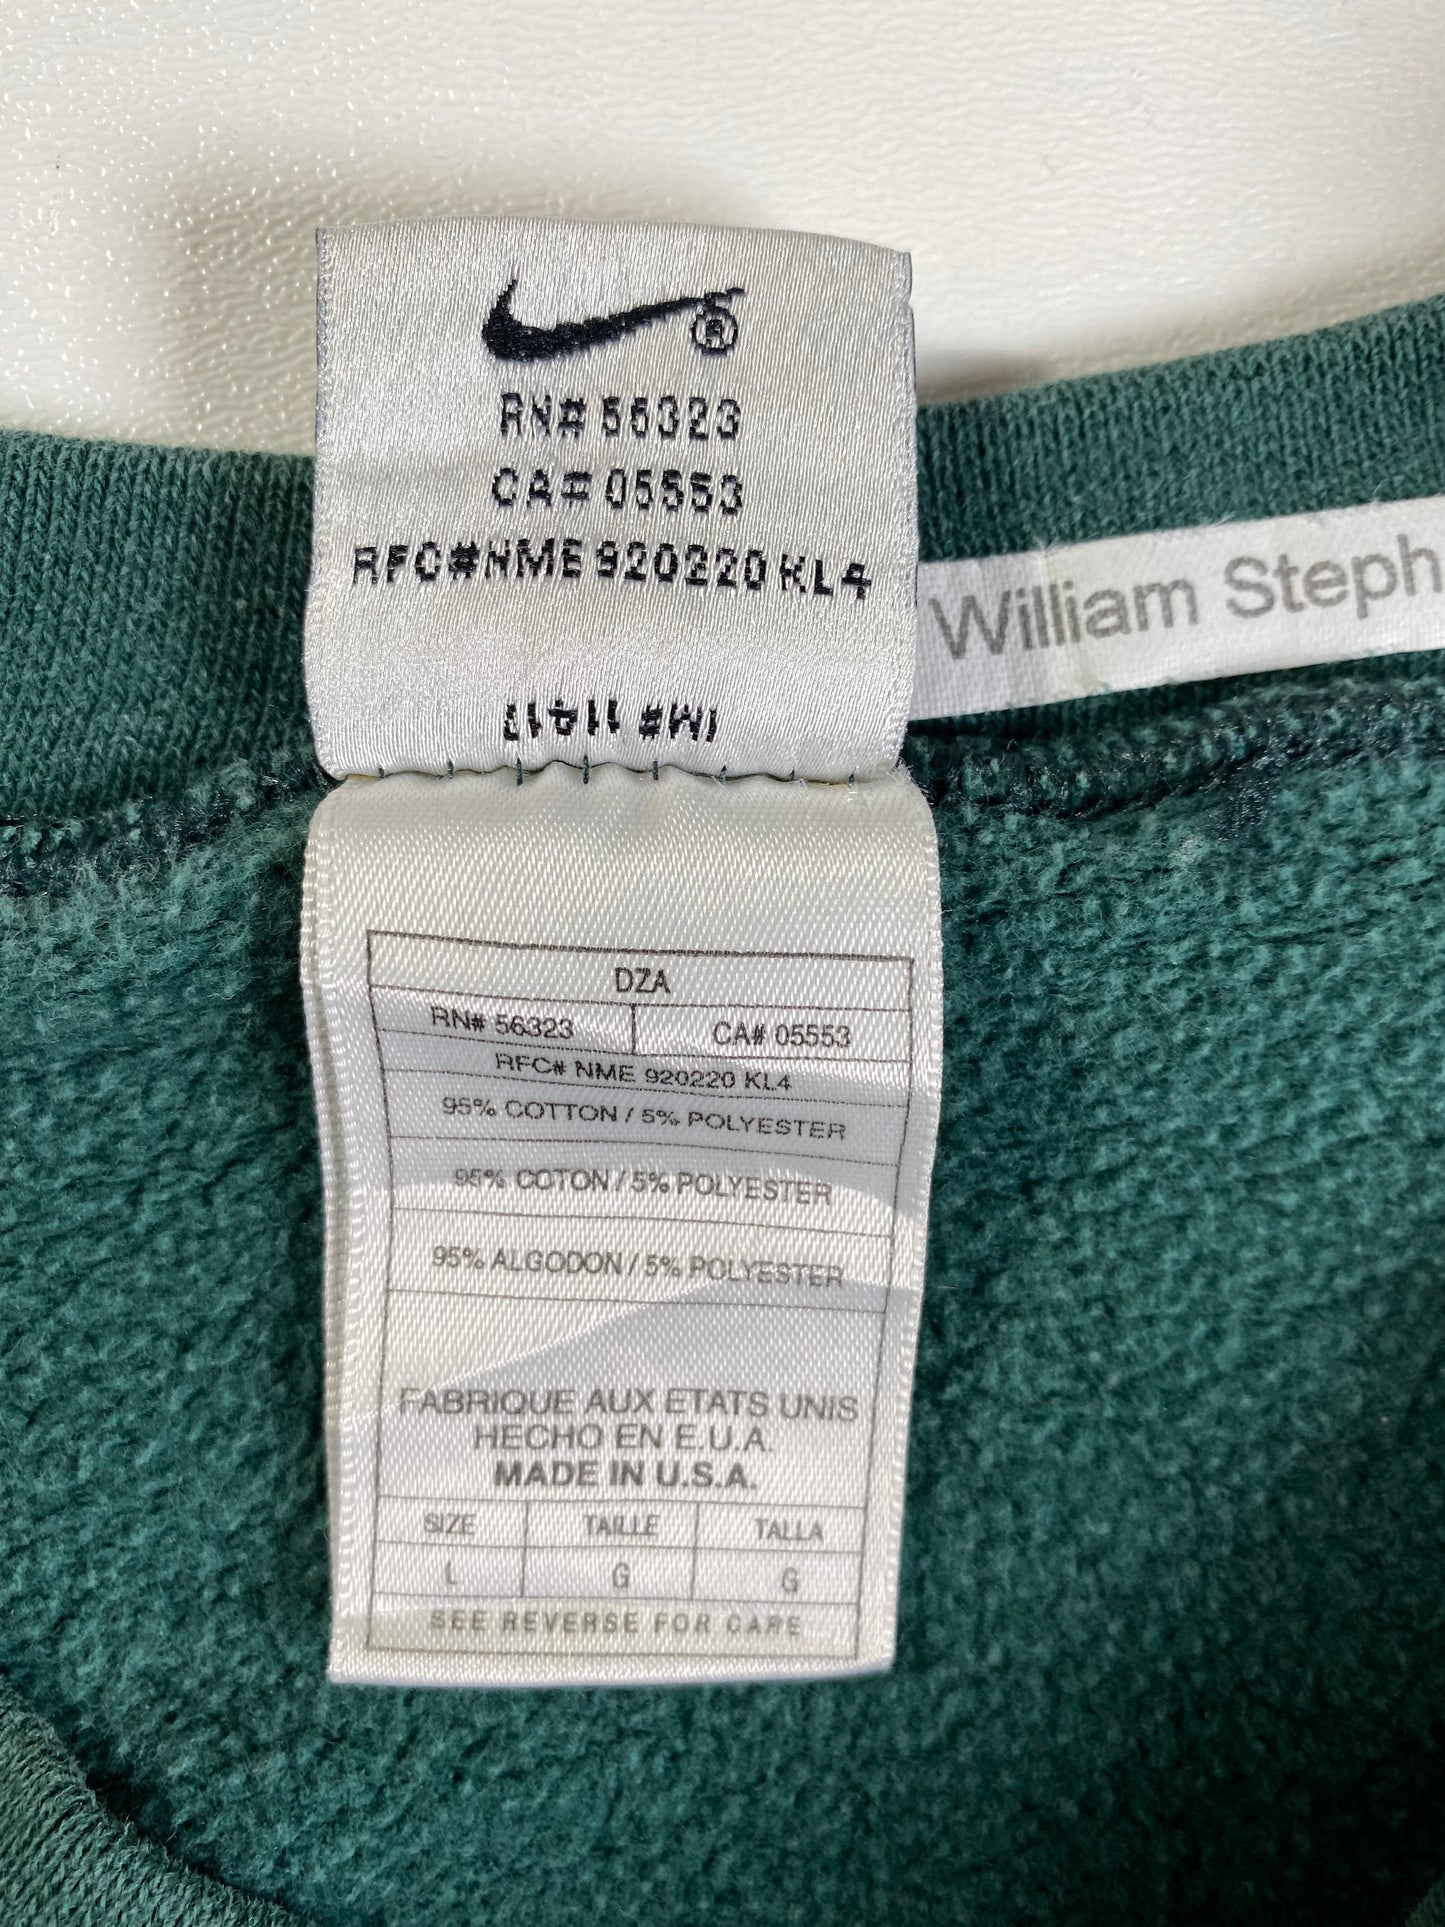 RN# 56323
CA# 05553
RFC#NME 920220 KL4
William Steph
IM# 11417
DZA
RN# 56323 CA# 05553
RFC# NME 920220 KL4
95% COTTON / 5% POLYESTER
95% COTON / 5% POLYESTER
95% ALGODON / 5% POLYESTER
FABRIQUE AUX ETATS UNIS
HECHO EN E.U.A.
MADE IN U.S.A.
SIZE TAILLE TALLA
L G G
SEE REVERSE FOR CARE